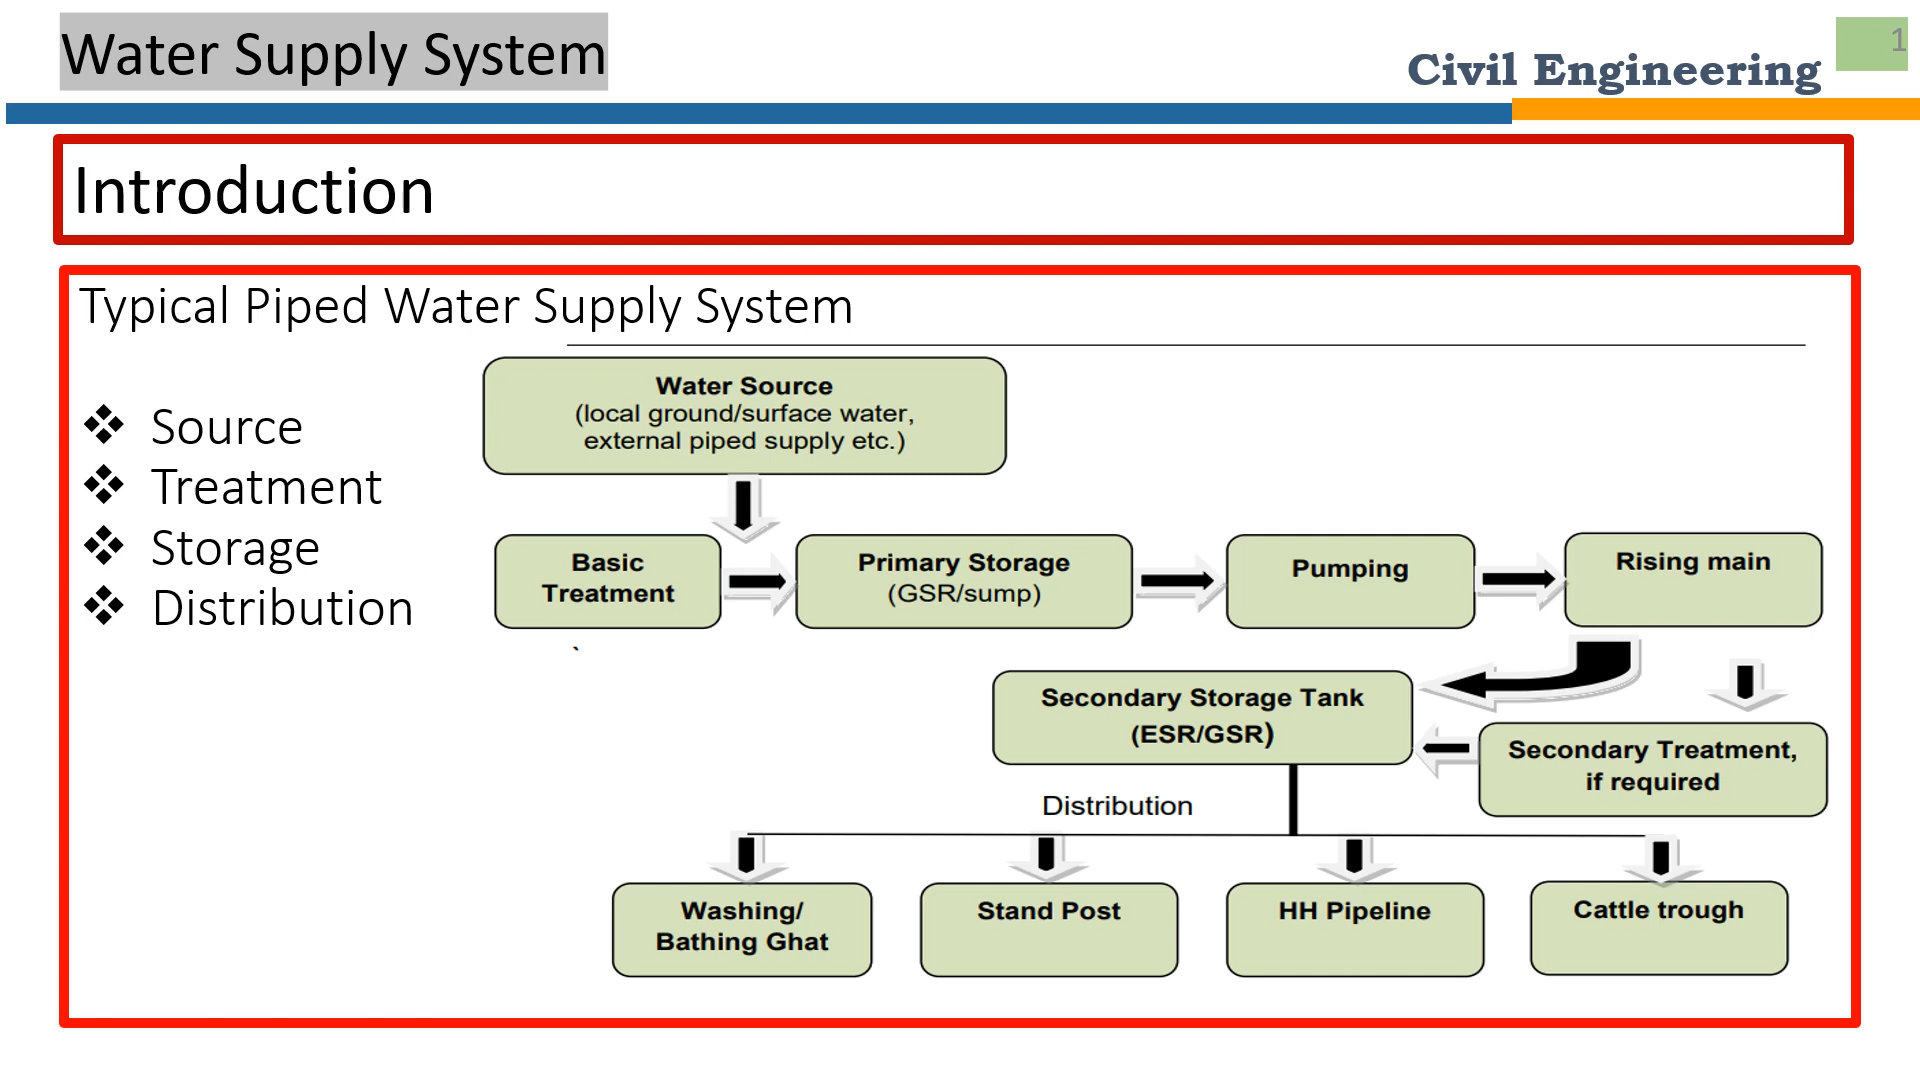 Water Supply System
Civil Engineering
1
Introduction
Typical Piped Water Supply System
❖ Source
❖ Treatment
❖ Storage
❖ Distribution
Water Source
(local ground/surface water,
external piped supply etc.)
Basic
Treatment
Primary Storage
(GSR/sump)
Pumping
Rising main
`
Secondary Storage Tank
(ESR/GSR)
Secondary Treatment,
if required
Distribution
Washing/
Bathing Ghat
Stand Post
HH Pipeline
Cattle trough